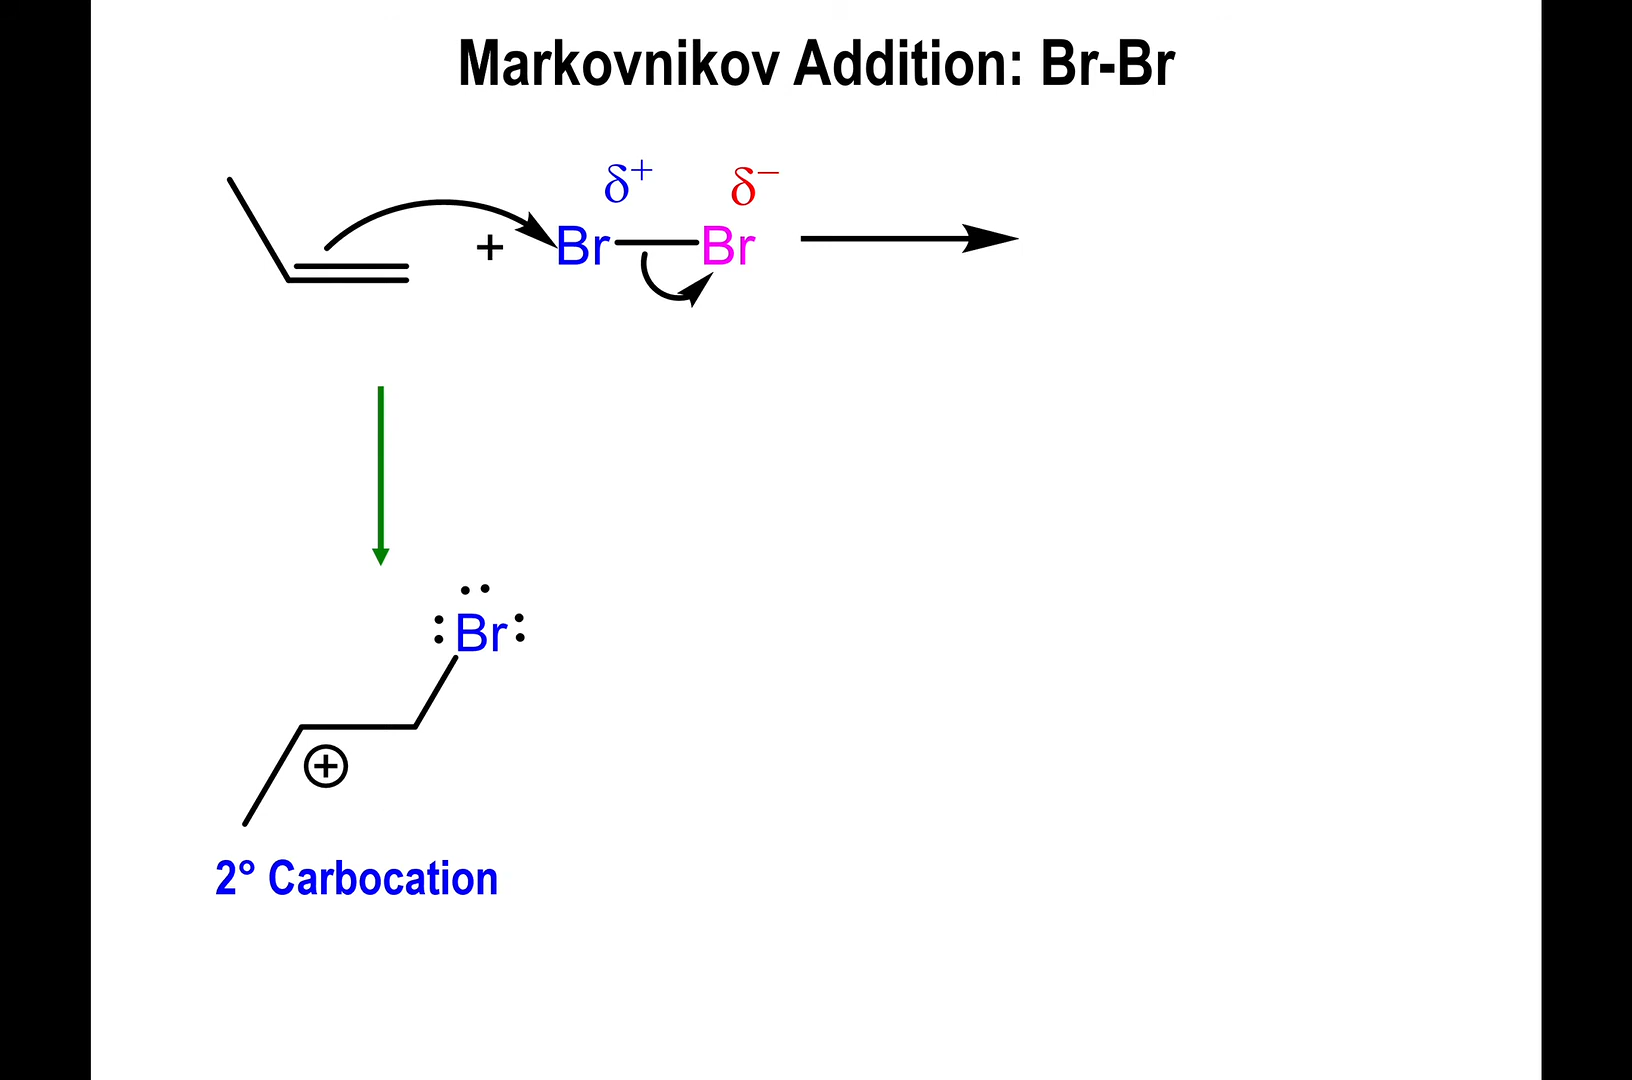 Markovnikov Addition: Br-Br
δ+ δ−
+ Br Br
Br
+
2° Carbocation